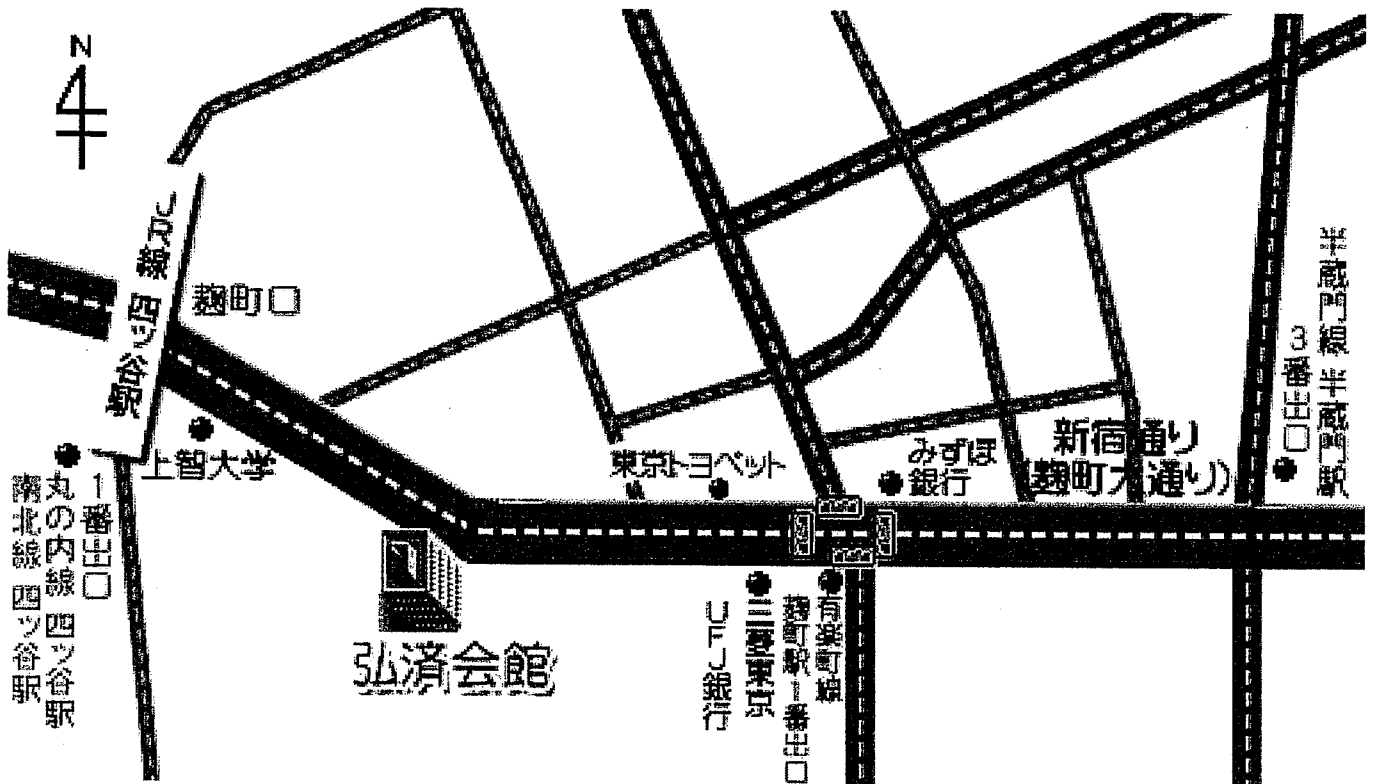 N
JR線 四ツ谷駅
麹町口
上智大学
1番出口
丸の内線 四ツ谷駅
南北線 四ツ谷駅
弘済会館
東京トヨペット
みずほ
銀行
新宿通り
(麹町大通り)
半蔵門線 半蔵門駅
3番出口
有楽町線
麹町駅1番出口
三菱東京
UFJ銀行